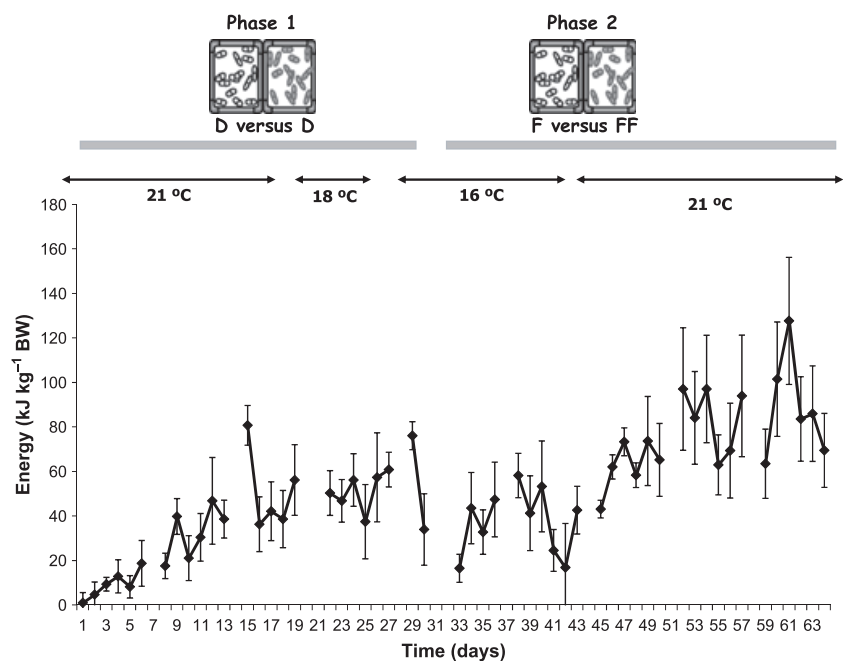 Phase 1 Phase 2
D versus D F versus FF
21 ºC 18 ºC 16 ºC 21 ºC
180
160
140
120
100
80
60
40
20
0
Energy (kJ kg⁻¹ BW)
1 3 5 7 9 11 13 15 17 19 21 23 25 27 29 31 33 35 37 39 41 43 45 47 49 51 53 55 57 59 61 63
Time (days)